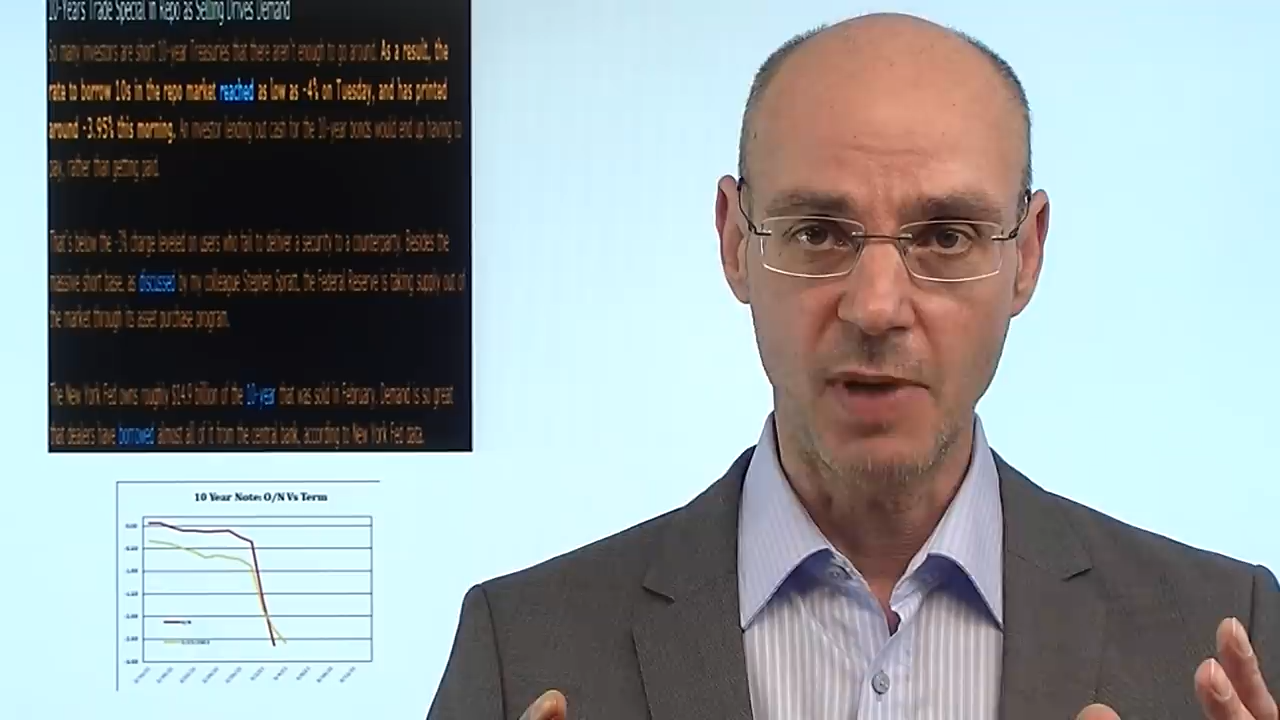 10-Years Trade Special in Repo as Selling Drives Demand
So many investors are short 10-year Treasuries that there aren't enough to go around. As a result, the
rate to borrow 10s in the repo market reached as low as -4% on Tuesday, and has printed
around -3.95% this morning. An investor lending out cash for the 10-year bonds would end up having to
pay, rather than getting paid.
That's below the -3% charge leveled on users who fail to deliver a security to a counterparty. Besides the
massive short base, as discussed by my colleague Stephen Spratt, the Federal Reserve is taking supply out of
the market through its asset purchase program.
The New York Fed owns roughly $14.9 billion of the 10-year that was sold in February. Demand is so great
that dealers have borrowed almost all of it from the central bank, according to New York Fed data.
10 Year Note: O/N Vs Term